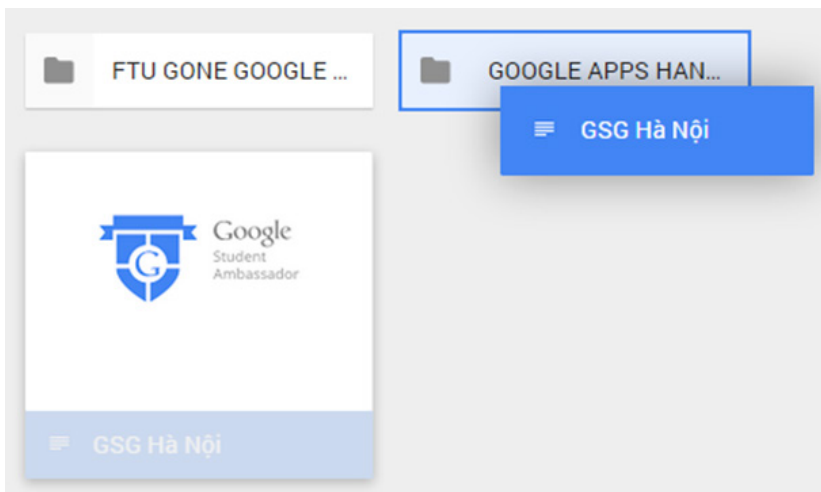 FTU GONE GOOGLE ...
GOOGLE APPS HAN...
GSG Hà Nội
G
Google
Student
Ambassador
GSG Hà Nội